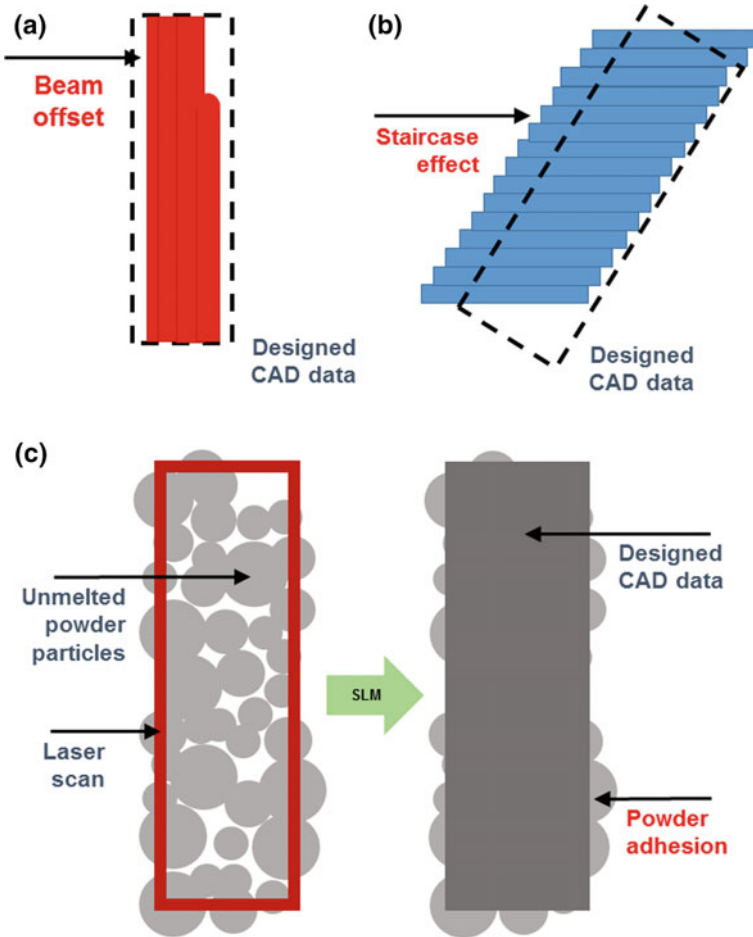 (a)
Beam
offset
Designed
CAD data
(b)
Staircase
effect
Designed
CAD data
(c)
Unmelted
powder
particles
Laser
scan
SLM
Designed
CAD data
Powder
adhesion